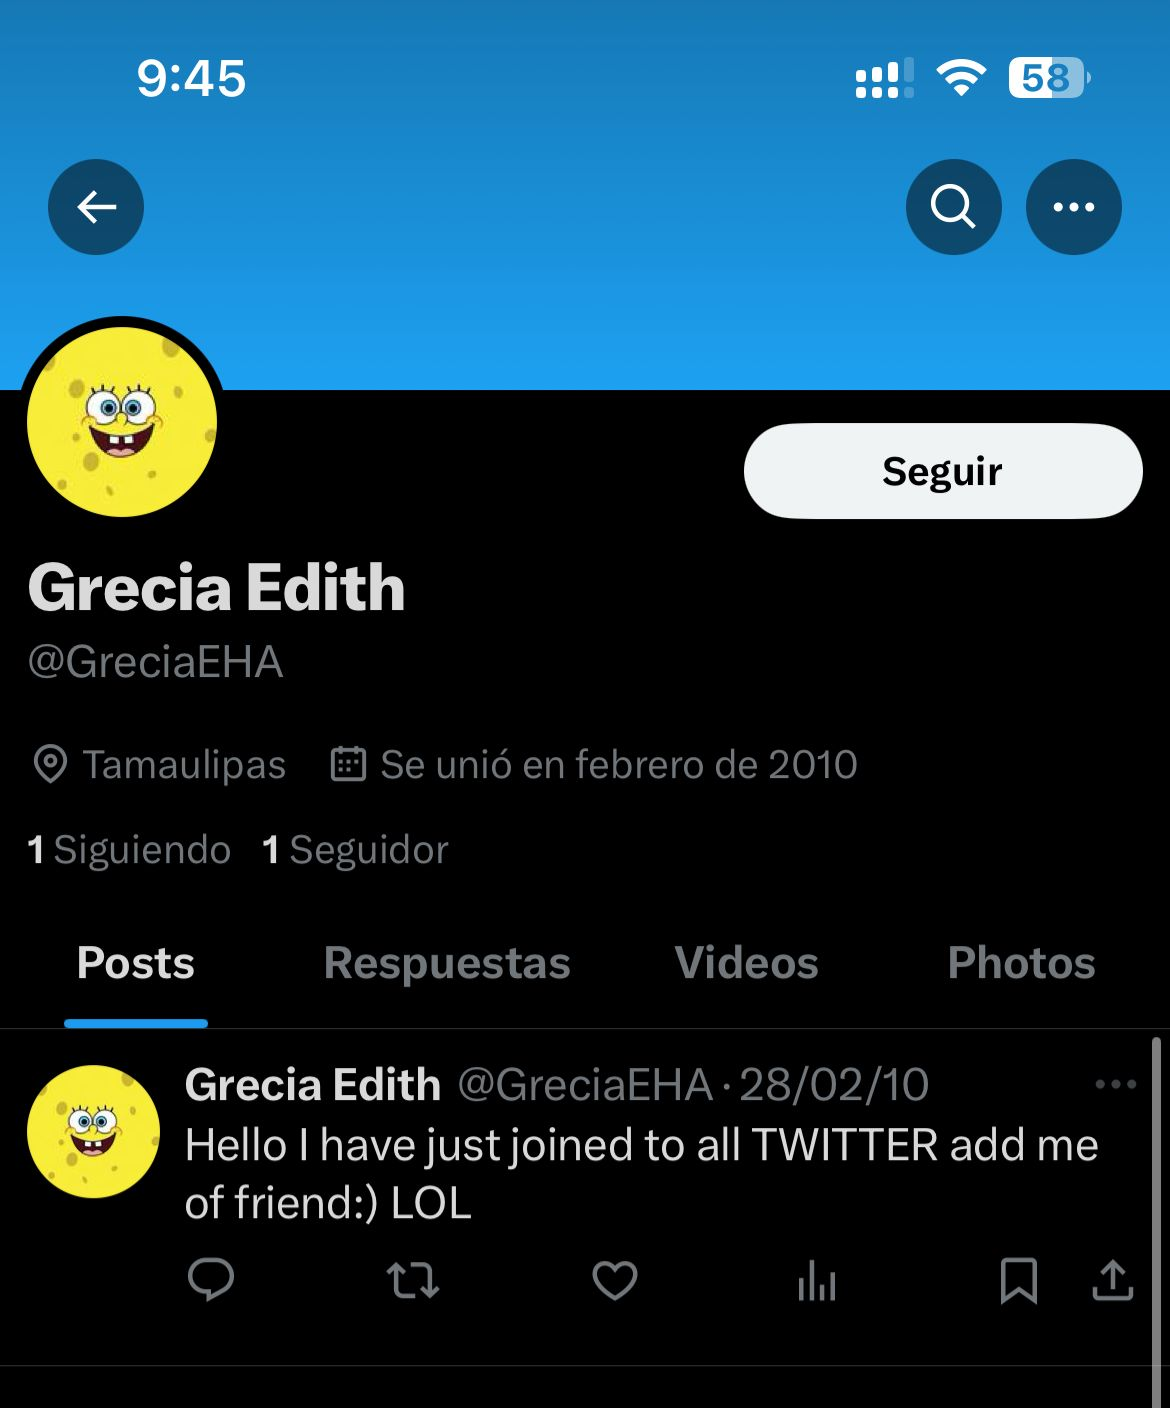 9:45
58
Seguir
Grecia Edith
@GreciaEHA
Tamaulipas Se unió en febrero de 2010
1 Siguiendo 1 Seguidor
Posts Respuestas Videos Photos
Grecia Edith @GreciaEHA · 28/02/10
Hello I have just joined to all TWITTER add me
of friend:) LOL